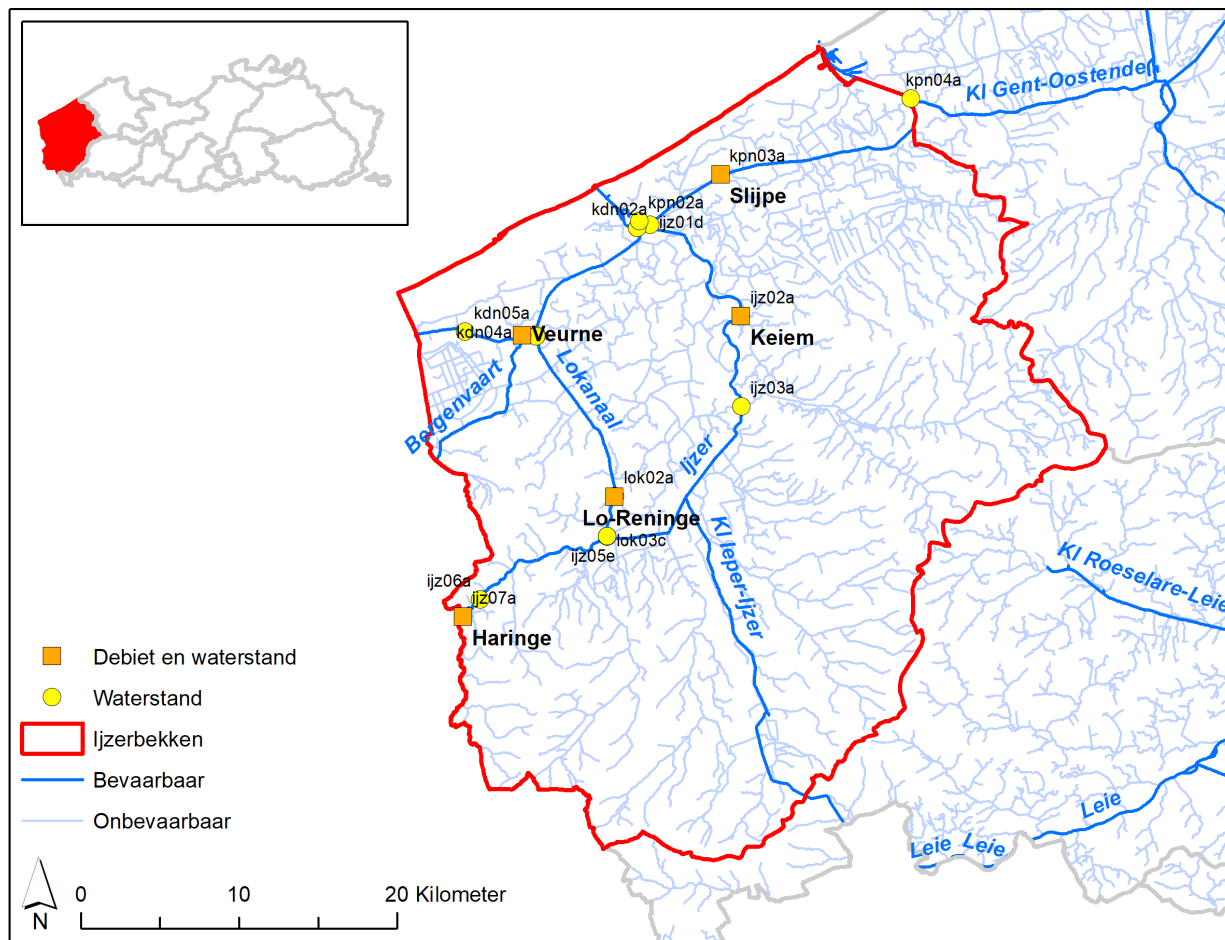 kpn04a
Kl Gent-Oostende
kpn03a
Slijpe
kdn02a
kpn02a
ijz01d
ijz02a
Keiem
kdn05a
kdn04a
Veurne
Lokanaal
Bergenvaart
ijz03a
Ijzer
lok02a
Lo-Reninge
lok03c
ijz05e
Kl Ieper-Ijzer
Kl Roeselare-Leie
ijz06a
ijz07a
Haringe
Leie
Leie
Leie
Debiet en waterstand
Waterstand
Ijzerbekken
Bevaarbaar
Onbevaarbaar
N
0 10 20 Kilometer